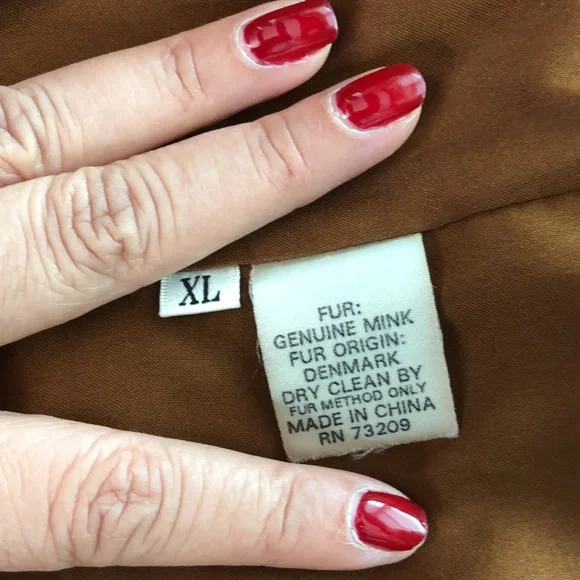 XL
FUR:
GENUINE MINK
FUR ORIGIN:
DENMARK
DRY CLEAN BY
FUR METHOD ONLY
MADE IN CHINA
RN 73209